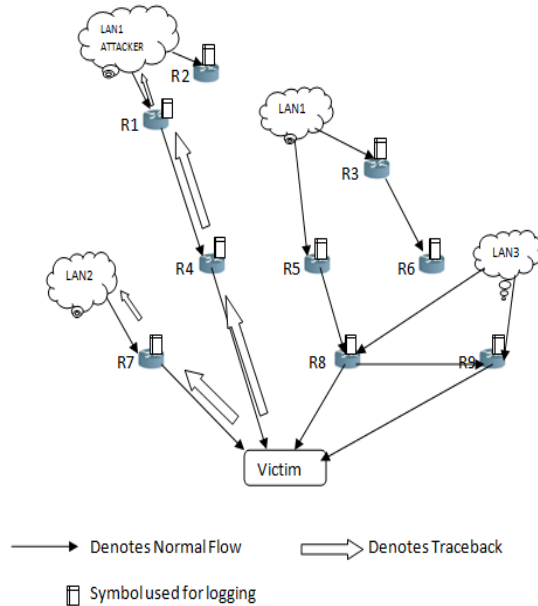 LAN1
ATTACKER
R2
R1
LAN1
R3
R4
R5
R6
LAN3
LAN2
R7
R8
R9
Victim
Denotes Normal Flow
Denotes Traceback
Symbol used for logging